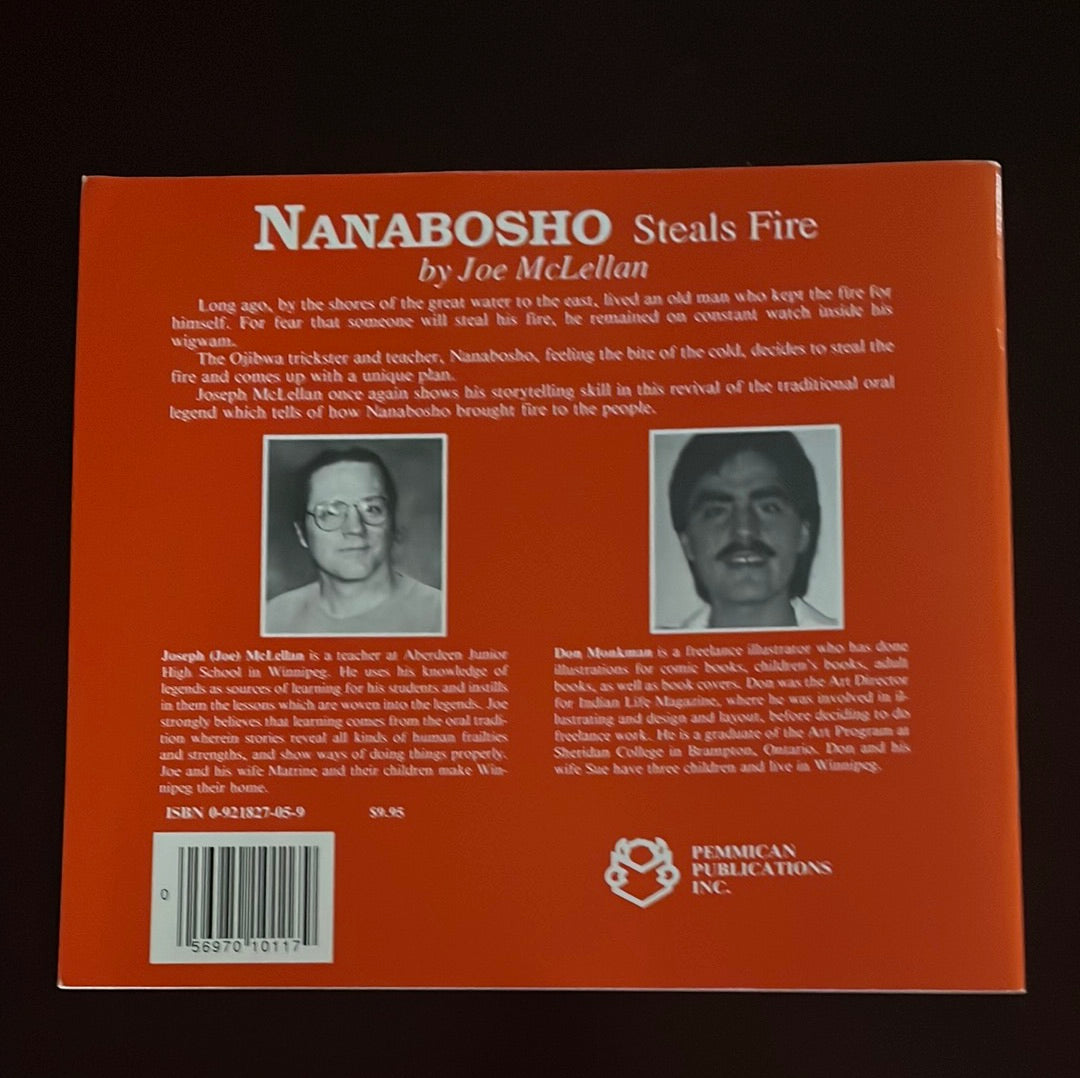 NANABOSHO Steals Fire
by Joe McLellan
Long ago, by the shores of the great water to the east, lived an old man who kept the fire for
himself. For fear that someone will steal his fire, he remained on constant watch inside his
wigwam.
The Ojibwa trickster and teacher, Nanabosho, feeling the bite of the cold, decides to steal the
fire and comes up with a unique plan.
Joseph McLellan once again shows his storytelling skill in this revival of the traditional oral
legend which tells of how Nanabosho brought fire to the people.
Joseph (Joe) McLellan is a teacher at Aberdeen Junior
High School in Winnipeg. He uses his knowledge of
legends as sources of learning for his students and instills
in them the lessons which are woven into the legends. Joe
strongly believes that learning comes from the oral tradi-
tion wherein stories reveal all kinds of human frailties
and strengths, and show ways of doing things properly.
Joe and his wife Matrine and their children make Win-
nipeg their home.
ISBN 0-921827-05-9 $9.95
0 56970 10117
Don Monkman is a freelance illustrator who has done
illustrations for comic books, children's books, adult
books, as well as book covers. Don was the Art Director
for Indian Life Magazine, where he was involved in il-
lustrating and design and layout, before deciding to do
freelance work. He is a graduate of the Art Program at
Sheridan College in Brampton, Ontario. Don and his
wife Sue have three children and live in Winnipeg.
PEMMICAN
PUBLICATIONS
INC.